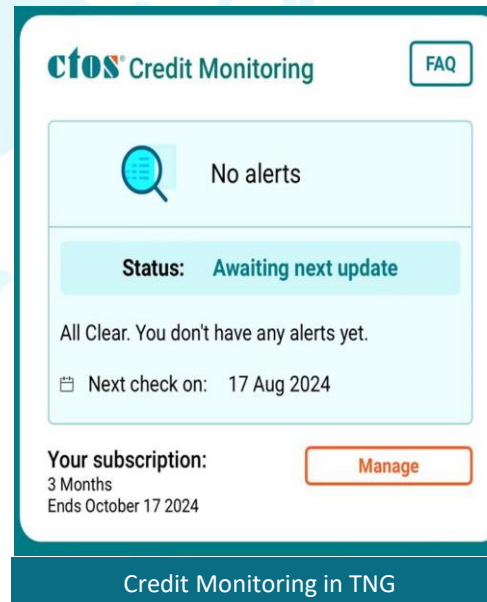 ctos® Credit Monitoring
FAQ
No alerts
Status: Awaiting next update
All Clear. You don't have any alerts yet.
Next check on: 17 Aug 2024
Your subscription:
3 Months
Ends October 17 2024
Manage
Credit Monitoring in TNG